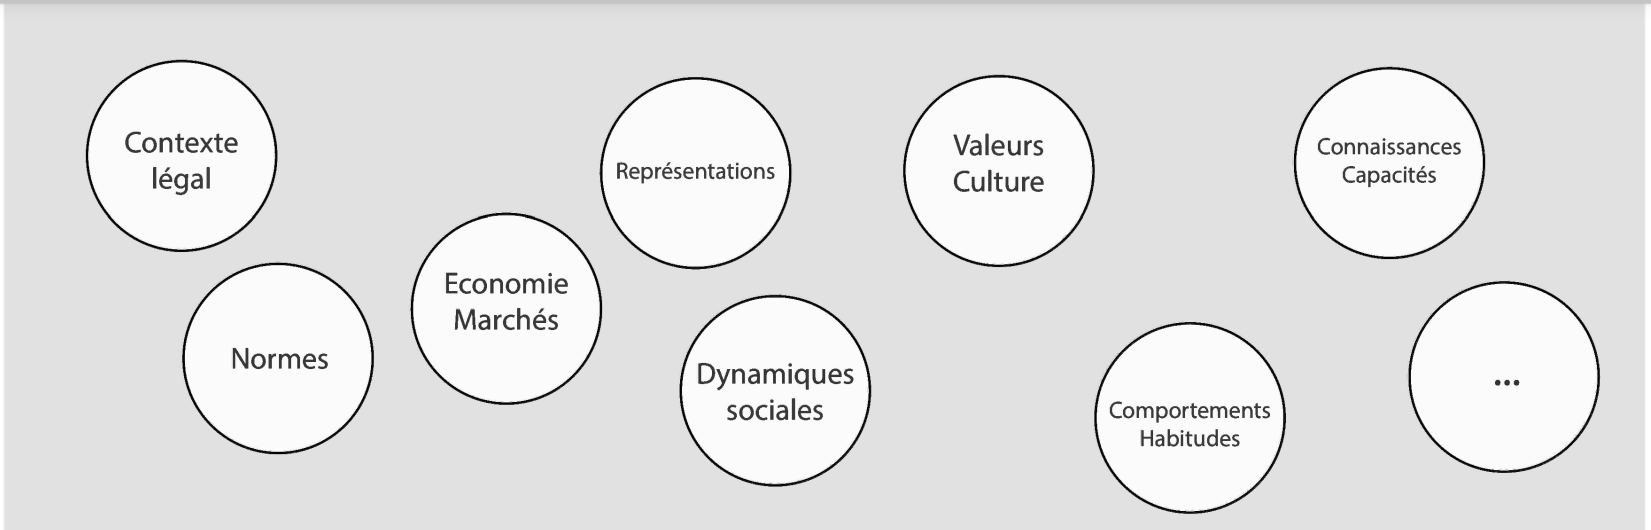 Contexte
légal
Normes
Economie
Marchés
Représentations
Dynamiques
sociales
Valeurs
Culture
Comportements
Habitudes
Connaissances
Capacités
...